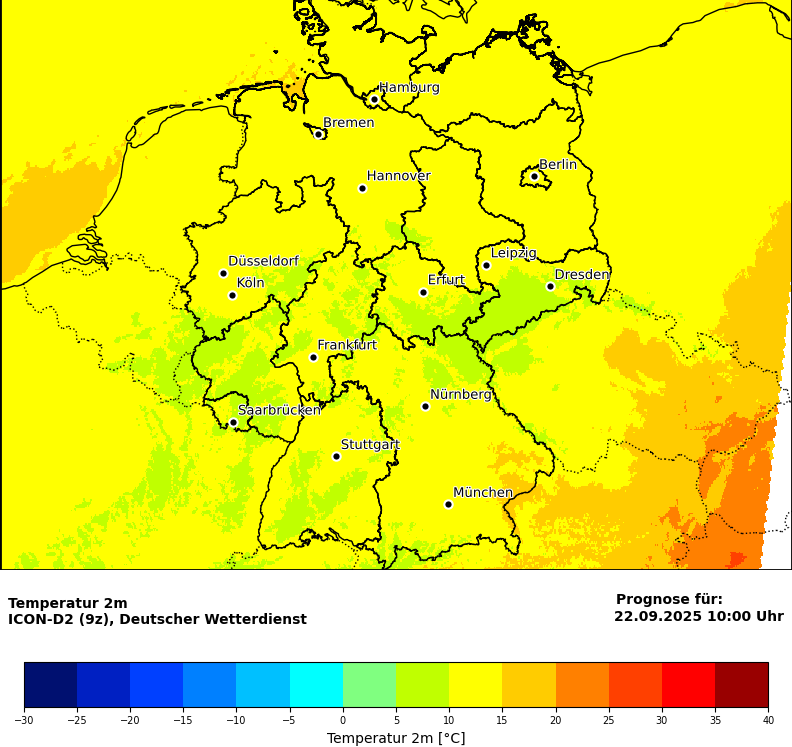 Hamburg
Bremen
Berlin
Hannover
Leipzig
Düsseldorf
Dresden
Köln
Erfurt
Frankfurt
Nürnberg
Saarbrücken
Stuttgart
München
Temperatur 2m
ICON-D2 (9z), Deutscher Wetterdienst
Prognose für:
22.09.2025 10:00 Uhr
−30 −25 −20 −15 −10 −5 0 5 10 15 20 25 30 35 40
Temperatur 2m [°C]